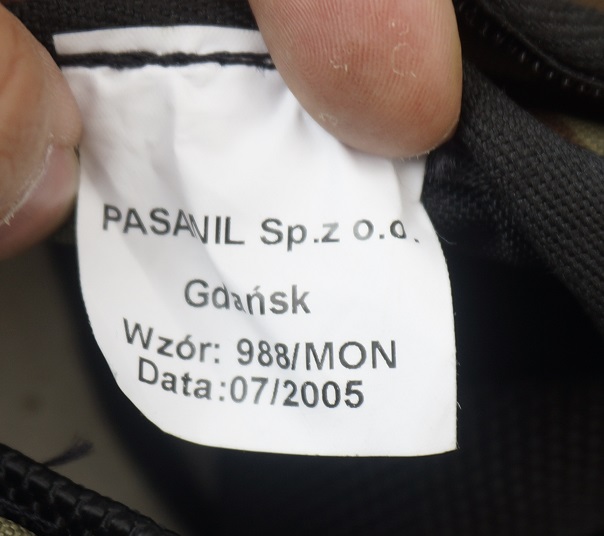 PASANIL Sp.z o.o.
Gdańsk
Wzór: 988/MON
Data:07/2005